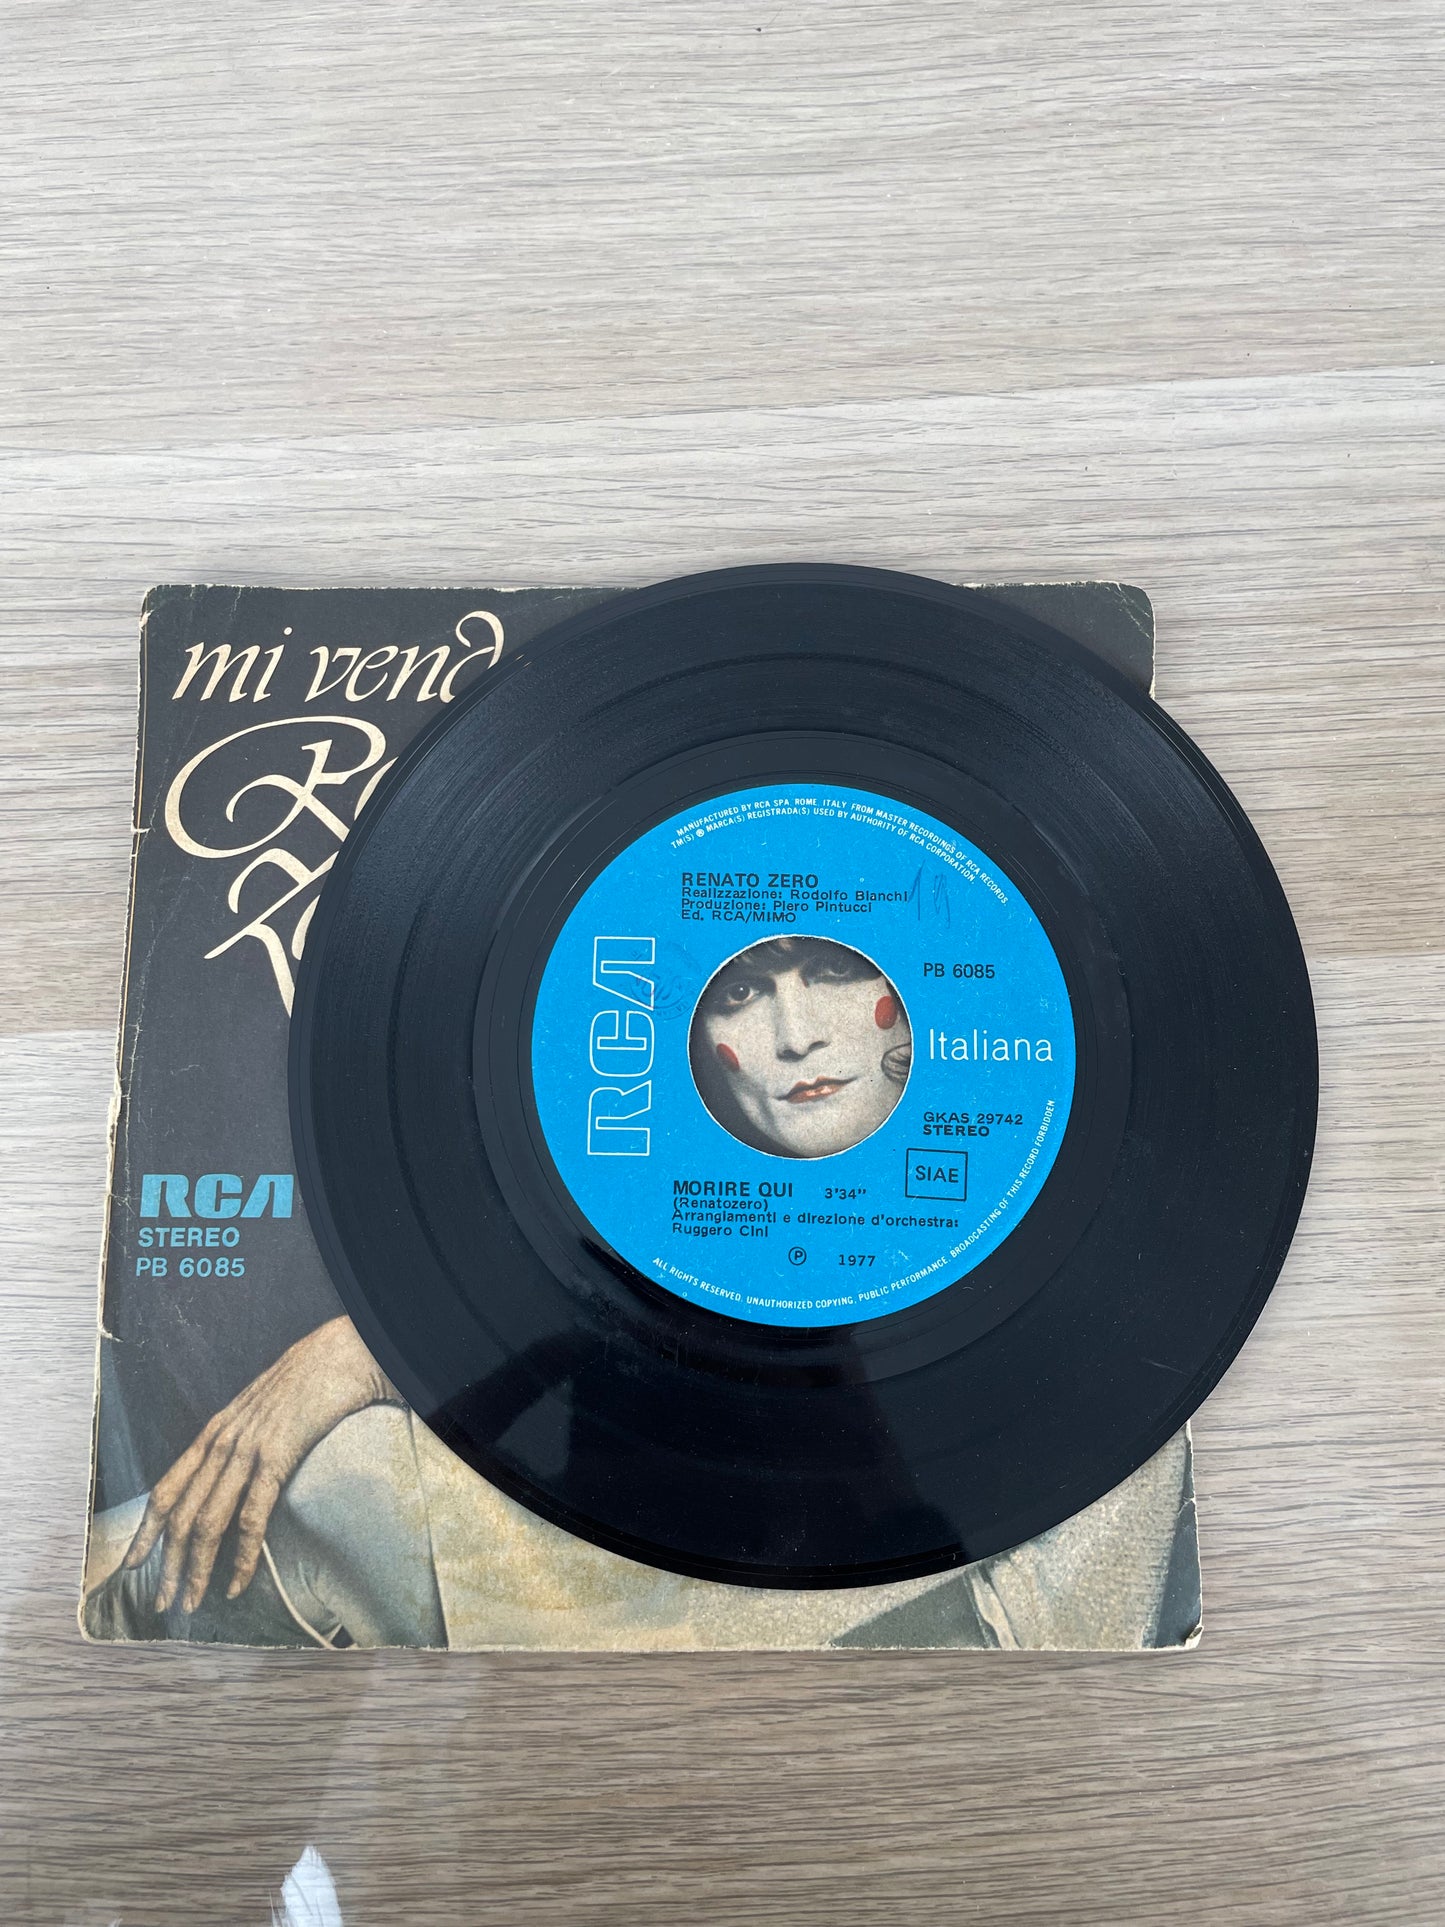 mi vend
RCA
STEREO
PB 6085
MANUFACTURED BY RCA SPA. ROME. ITALY FROM MASTER RECORDINGS OF RCA RECORDS.
TM(S) ® MARCA(S) REGISTRADA(S) USED BY AUTHORITY OF RCA CORPORATION.
RENATO ZERO
Realizzazione: Rodolfo Bianchi
Produzione: Piero Pintucci
Ed. RCA/MIMO
19
RCA
PB 6085
Italiana
GKAS 29742
STEREO
SIAE
MORIRE QUI 3'34"
(Renatozero)
Arrangiamenti e direzione d'orchestra:
Ruggero Cini
Ⓟ 1977
ALL RIGHTS RESERVED. UNAUTHORIZED COPYING, PUBLIC PERFORMANCE, BROADCASTING OF THIS RECORD FORBIDDEN